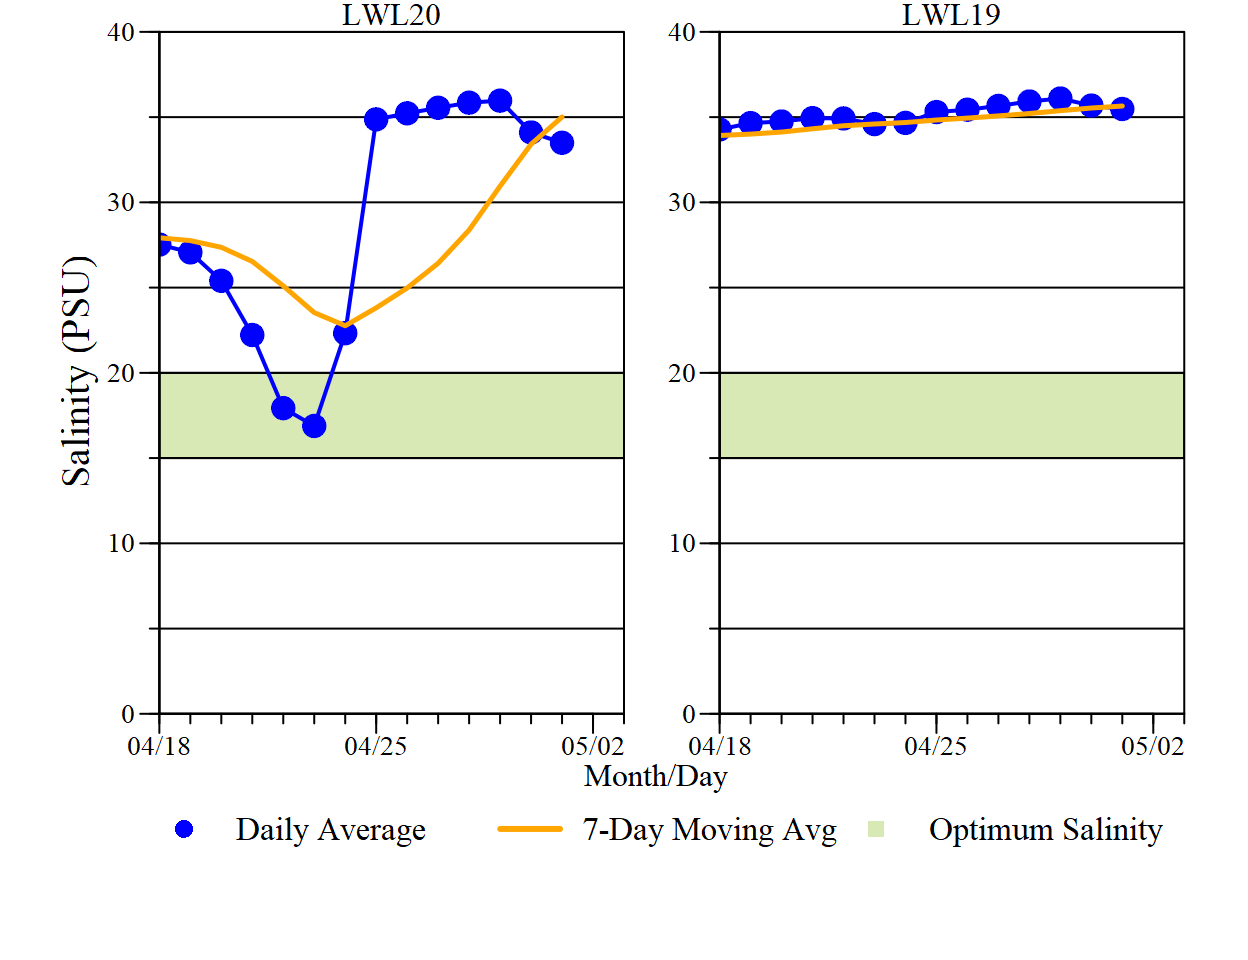 LWL20 LWL19
40 40
30 30
20 20
10 10
0 0
Salinity (PSU)
04/18 04/25 05/02 04/18 04/25 05/02
Month/Day
Daily Average 7-Day Moving Avg Optimum Salinity